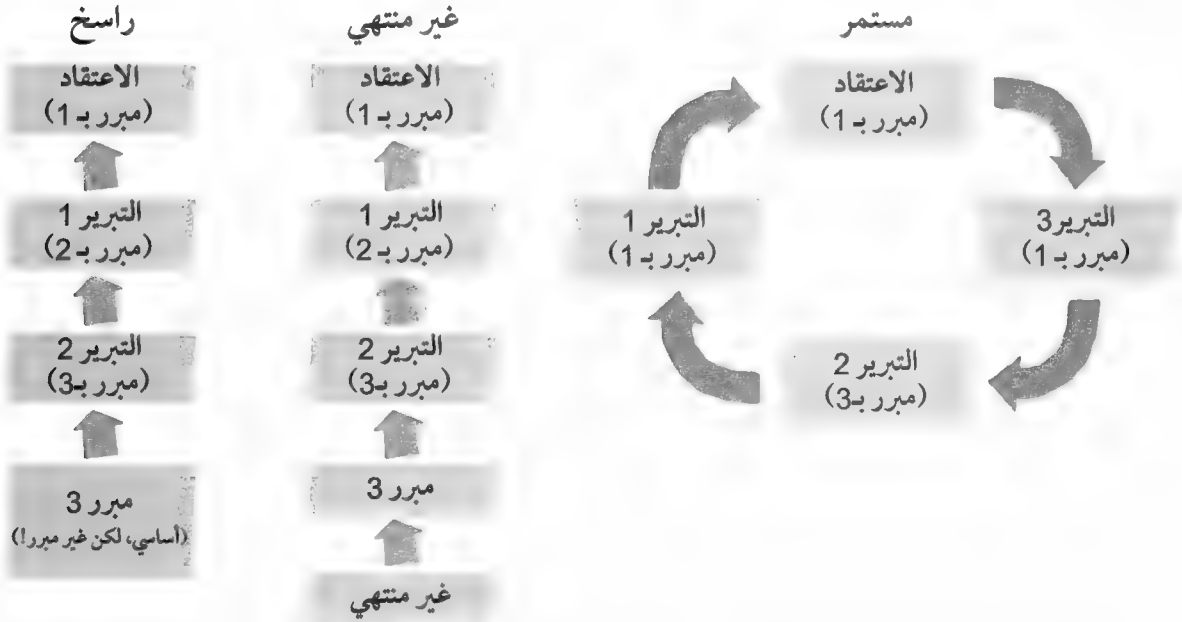 راسخ
الاعتقاد
(مبرر بـ 1)
التبرير 1
(مبرر بـ 2)
التبرير 2
(مبرر بـ3)
مبرر 3
(أساسي، لكن غير مبرر!)
غير منتهي
الاعتقاد
(مبرر بـ 1)
التبرير 1
(مبرر بـ 2)
التبرير 2
(مبرر بـ3)
مبرر 3
غير منتهي
مستمر
الاعتقاد
(مبرر بـ 1)
التبرير 1
(مبرر بـ 1)
التبرير3
(مبرر بـ 1)
التبرير 2
(مبرر بـ3)